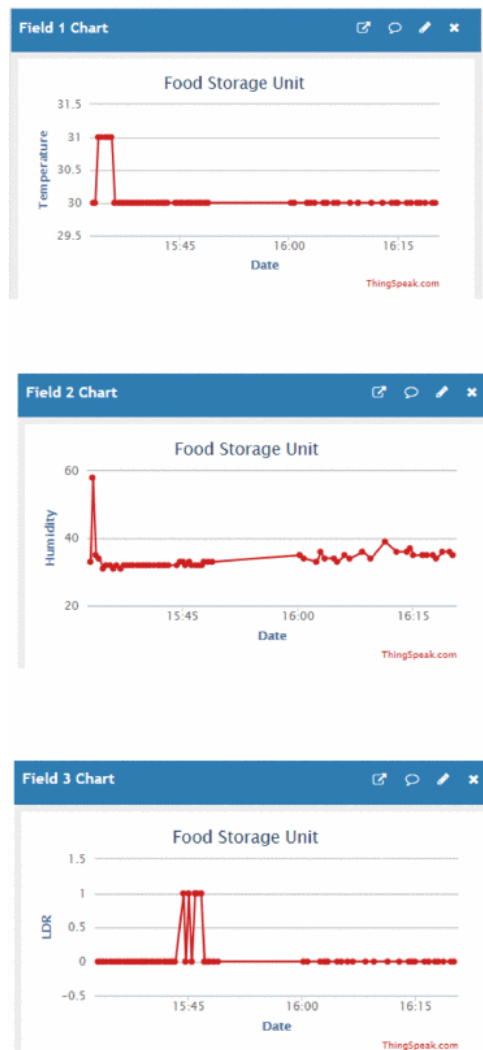 Field 1 Chart
Food Storage Unit
31.5
31
30.5
30
29.5
Temperature
15:45 16:00 16:15
Date
ThingSpeak.com
Field 2 Chart
Food Storage Unit
60
40
20
Humidity
15:45 16:00 16:15
Date
ThingSpeak.com
Field 3 Chart
Food Storage Unit
1.5
1
0.5
0
-0.5
LDR
15:45 16:00 16:15
Date
ThingSpeak.com